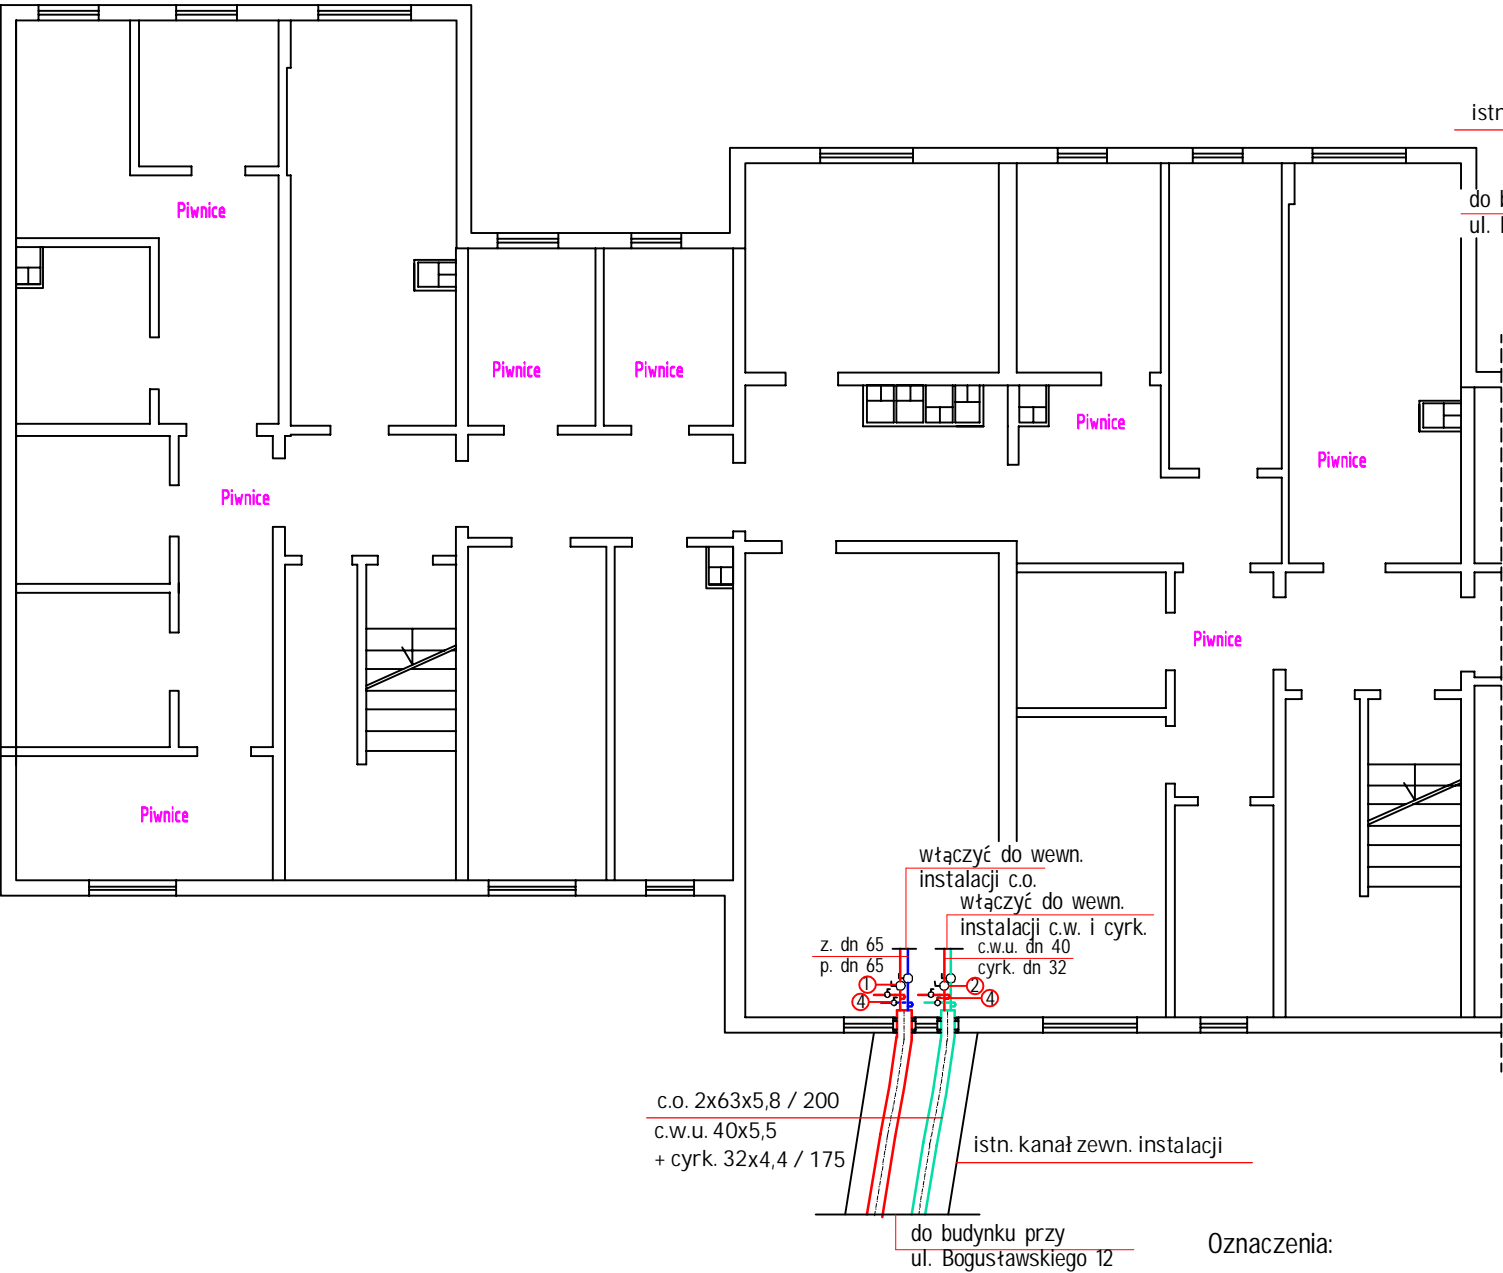 istn
do b
ul. B
Piwnice
Piwnice
Piwnice
Piwnice
Piwnice
Piwnice
Piwnice
Piwnice
włączyć do wewn.
instalacji c.o.
włączyć do wewn.
instalacji c.w. i cyrk.
z. dn 65
p. dn 65
c.w.u. dn 40
cyrk. dn 32
1
2
4
4
c.o. 2x63x5,8 / 200
c.w.u. 40x5,5
+ cyrk. 32x4,4 / 175
istn. kanał zewn. instalacji
do budynku przy
ul. Bogusławskiego 12
Oznaczenia: